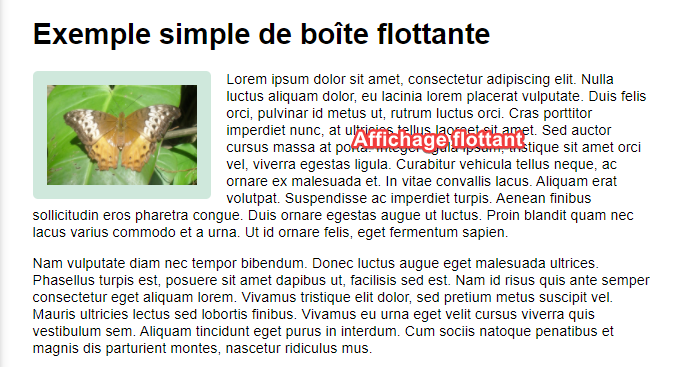 Exemple simple de boîte flottante
Lorem ipsum dolor sit amet, consectetur adipiscing elit. Nulla
luctus aliquam dolor, eu lacinia lorem placerat vulputate. Duis felis
orci, pulvinar id metus ut, rutrum luctus orci. Cras porttitor
imperdiet nunc, at ultricies tellus laoreet sit amet. Sed auctor
Affichage flottant
cursus massa at porta. Integer ligula ipsum, tristique sit amet orci
vel, viverra egestas ligula. Curabitur vehicula tellus neque, ac
ornare ex malesuada et. In vitae convallis lacus. Aliquam erat
volutpat. Suspendisse ac imperdiet turpis. Aenean finibus
sollicitudin eros pharetra congue. Duis ornare egestas augue ut luctus. Proin blandit quam nec
lacus varius commodo et a urna. Ut id ornare felis, eget fermentum sapien.
Nam vulputate diam nec tempor bibendum. Donec luctus augue eget malesuada ultrices.
Phasellus turpis est, posuere sit amet dapibus ut, facilisis sed est. Nam id risus quis ante semper
consectetur eget aliquam lorem. Vivamus tristique elit dolor, sed pretium metus suscipit vel.
Mauris ultricies lectus sed lobortis finibus. Vivamus eu urna eget velit cursus viverra quis
vestibulum sem. Aliquam tincidunt eget purus in interdum. Cum sociis natoque penatibus et
magnis dis parturient montes, nascetur ridiculus mus.